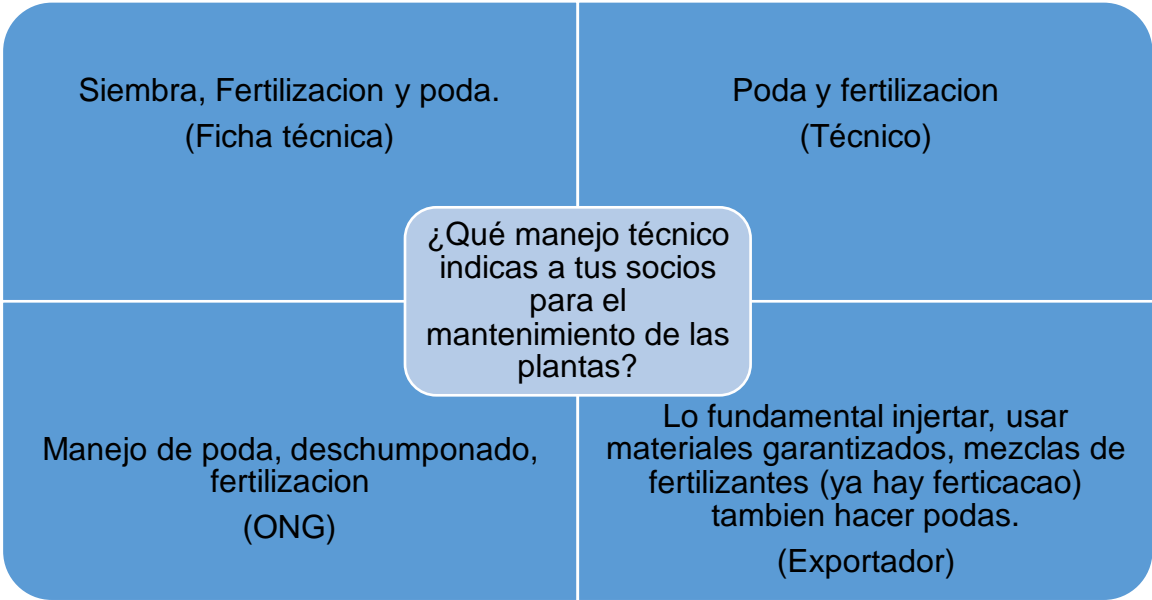 Siembra, Fertilizacion y poda.
(Ficha técnica)
Poda y fertilizacion
(Técnico)
¿Qué manejo técnico
indicas a tus socios
para el
mantenimiento de las
plantas?
Manejo de poda, deschumponado,
fertilizacion
(ONG)
Lo fundamental injertar, usar
materiales garantizados, mezclas de
fertilizantes (ya hay ferticacao)
tambien hacer podas.
(Exportador)